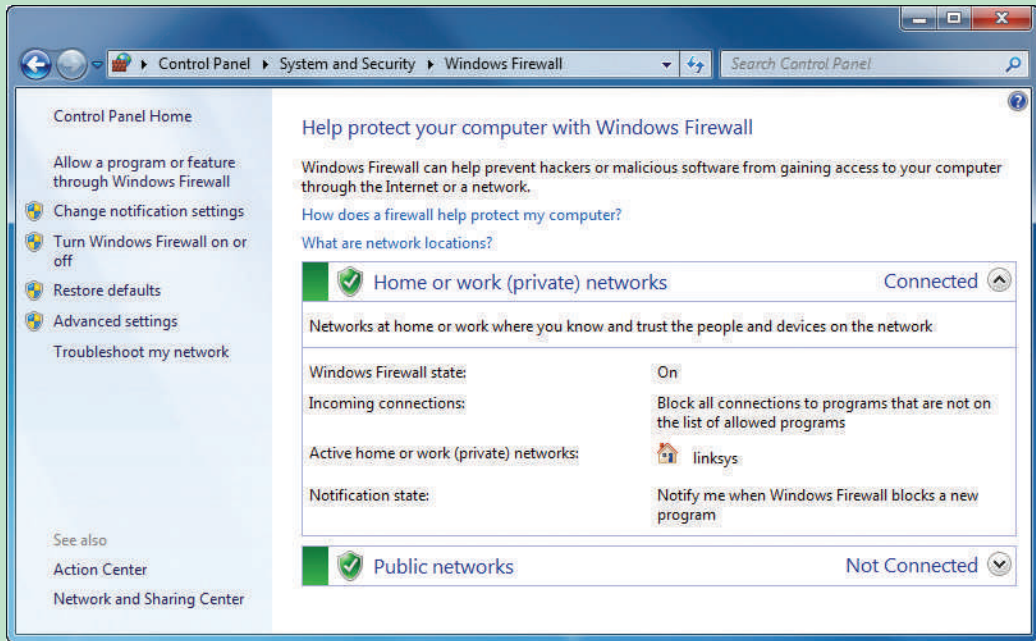 Control Panel
System and Security
Windows Firewall
Search Control Panel
Control Panel Home
Allow a program or feature
through Windows Firewall
Change notification settings
Turn Windows Firewall on or
off
Restore defaults
Advanced settings
Troubleshoot my network
See also
Action Center
Network and Sharing Center
Help protect your computer with Windows Firewall
Windows Firewall can help prevent hackers or malicious software from gaining access to your computer
through the Internet or a network.
How does a firewall help protect my computer?
What are network locations?
Home or work (private) networks Connected
Networks at home or work where you know and trust the people and devices on the network
Windows Firewall state: On
Incoming connections: Block all connections to programs that are not on
the list of allowed programs
Active home or work (private) networks: linksys
Notification state: Notify me when Windows Firewall blocks a new
program
Public networks Not Connected